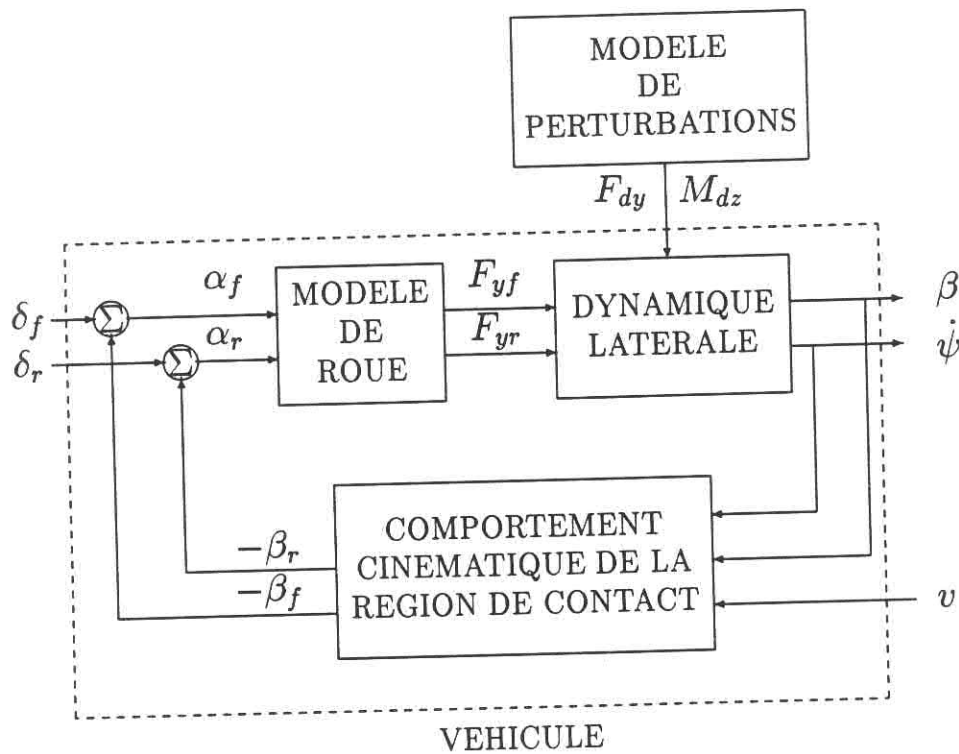 MODELE
DE
PERTURBATIONS
F_{dy} M_{dz}
α_f
MODELE
DE
ROUE
F_{yf}
F_{yr}
DYNAMIQUE
LATERALE
β
ψ̇
δ_f
Σ
α_r
δ_r
Σ
COMPORTEMENT
CINEMATIQUE DE LA
REGION DE CONTACT
-β_r
-β_f
v
VEHICULE